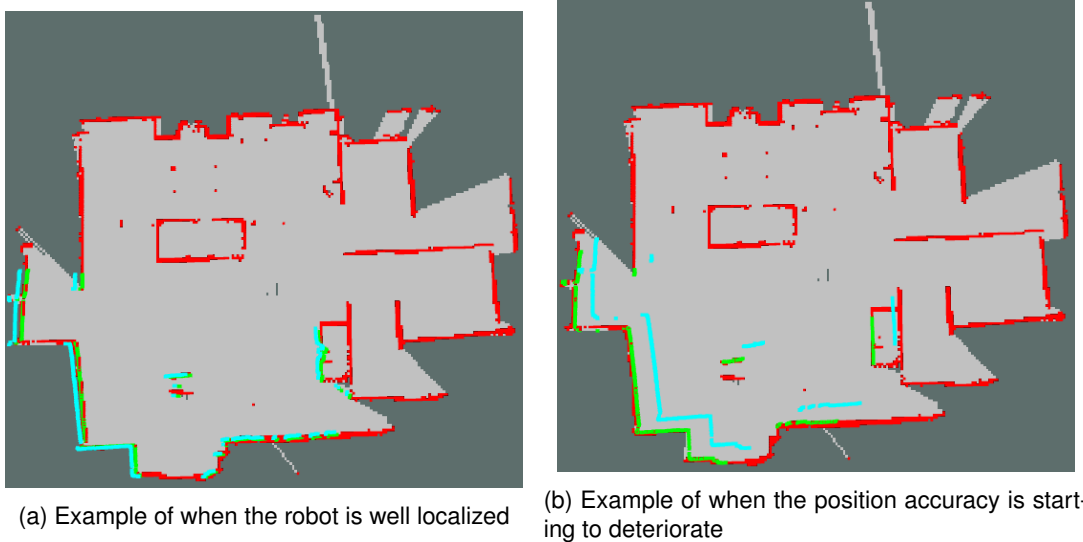 (a) Example of when the robot is well localized
(b) Example of when the position accuracy is start-
ing to deteriorate